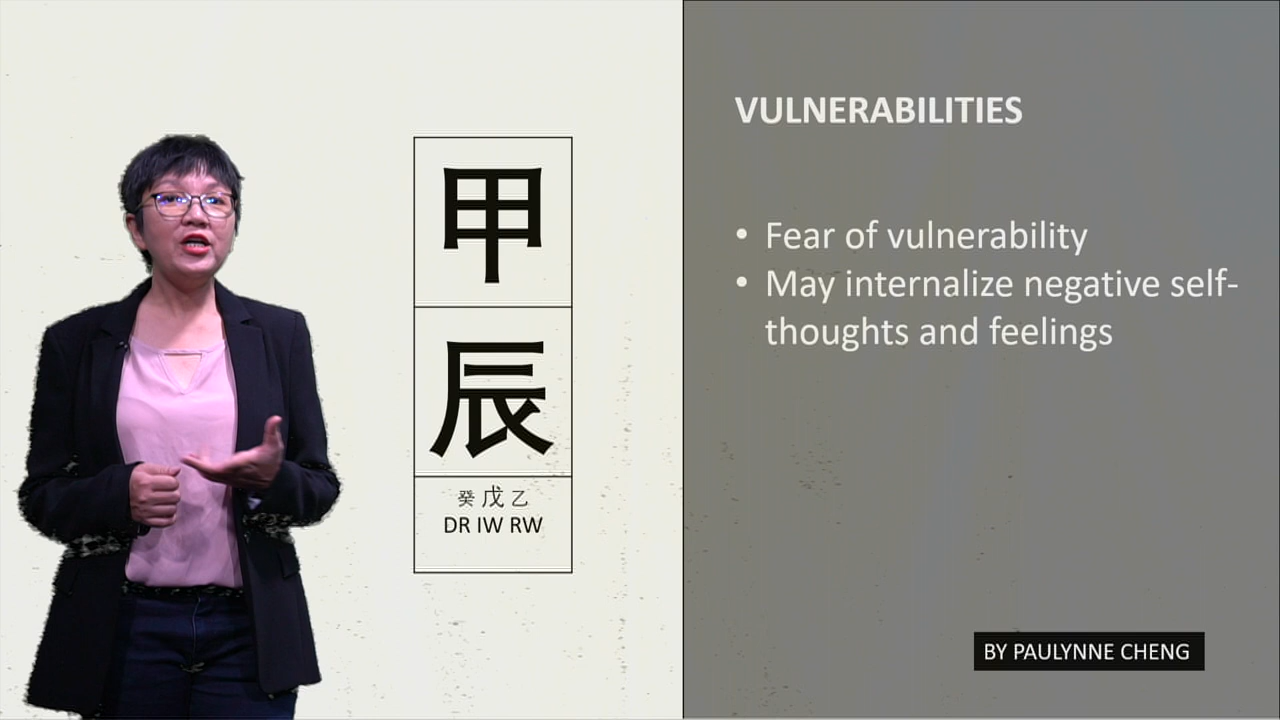 甲
辰
癸戊乙
DR IW RW
VULNERABILITIES
• Fear of vulnerability
• May internalize negative self-
thoughts and feelings
BY PAULYNNE CHENG